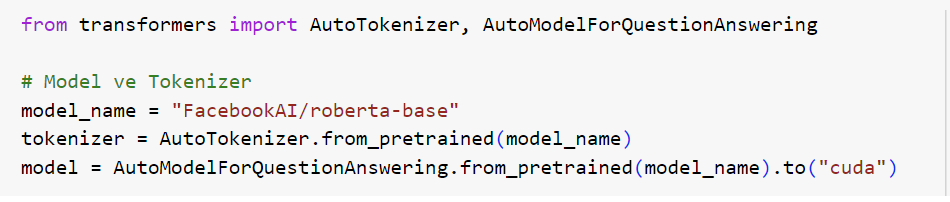 from transformers import AutoTokenizer, AutoModelForQuestionAnswering
# Model ve Tokenizer
model_name = "FacebookAI/roberta-base"
tokenizer = AutoTokenizer.from_pretrained(model_name)
model = AutoModelForQuestionAnswering.from_pretrained(model_name).to("cuda")